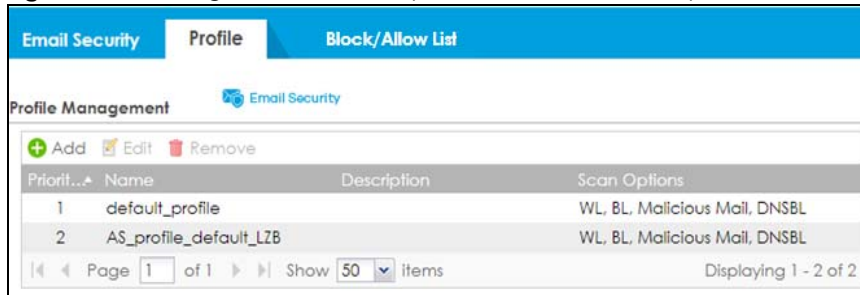 Email Security Profile Block/Allow List
Profile Management Email Security
Add Edit Remove
Priorit... Name Description Scan Options
1 default_profile WL, BL, Malicious Mail, DNSBL
2 AS_profile_default_LZB WL, BL, Malicious Mail, DNSBL
Page 1 of 1 Show 50 items Displaying 1 - 2 of 2